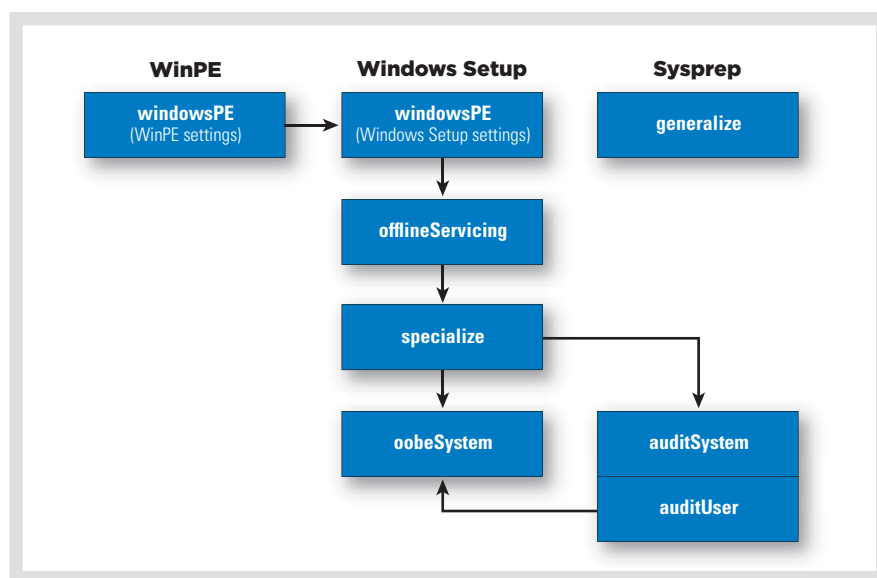 WinPE
Windows Setup
Sysprep
windowsPE
(WinPE settings)
windowsPE
(Windows Setup settings)
generalize
offlineServicing
specialize
oobeSystem
auditSystem
auditUser